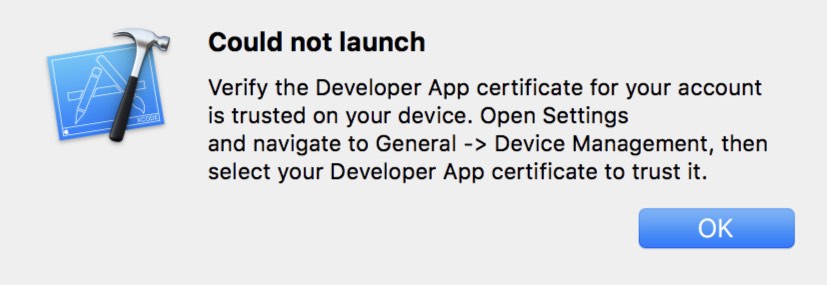 Could not launch
Verify the Developer App certificate for your account
is trusted on your device. Open Settings
and navigate to General -> Device Management, then
select your Developer App certificate to trust it.
XCODE
OK